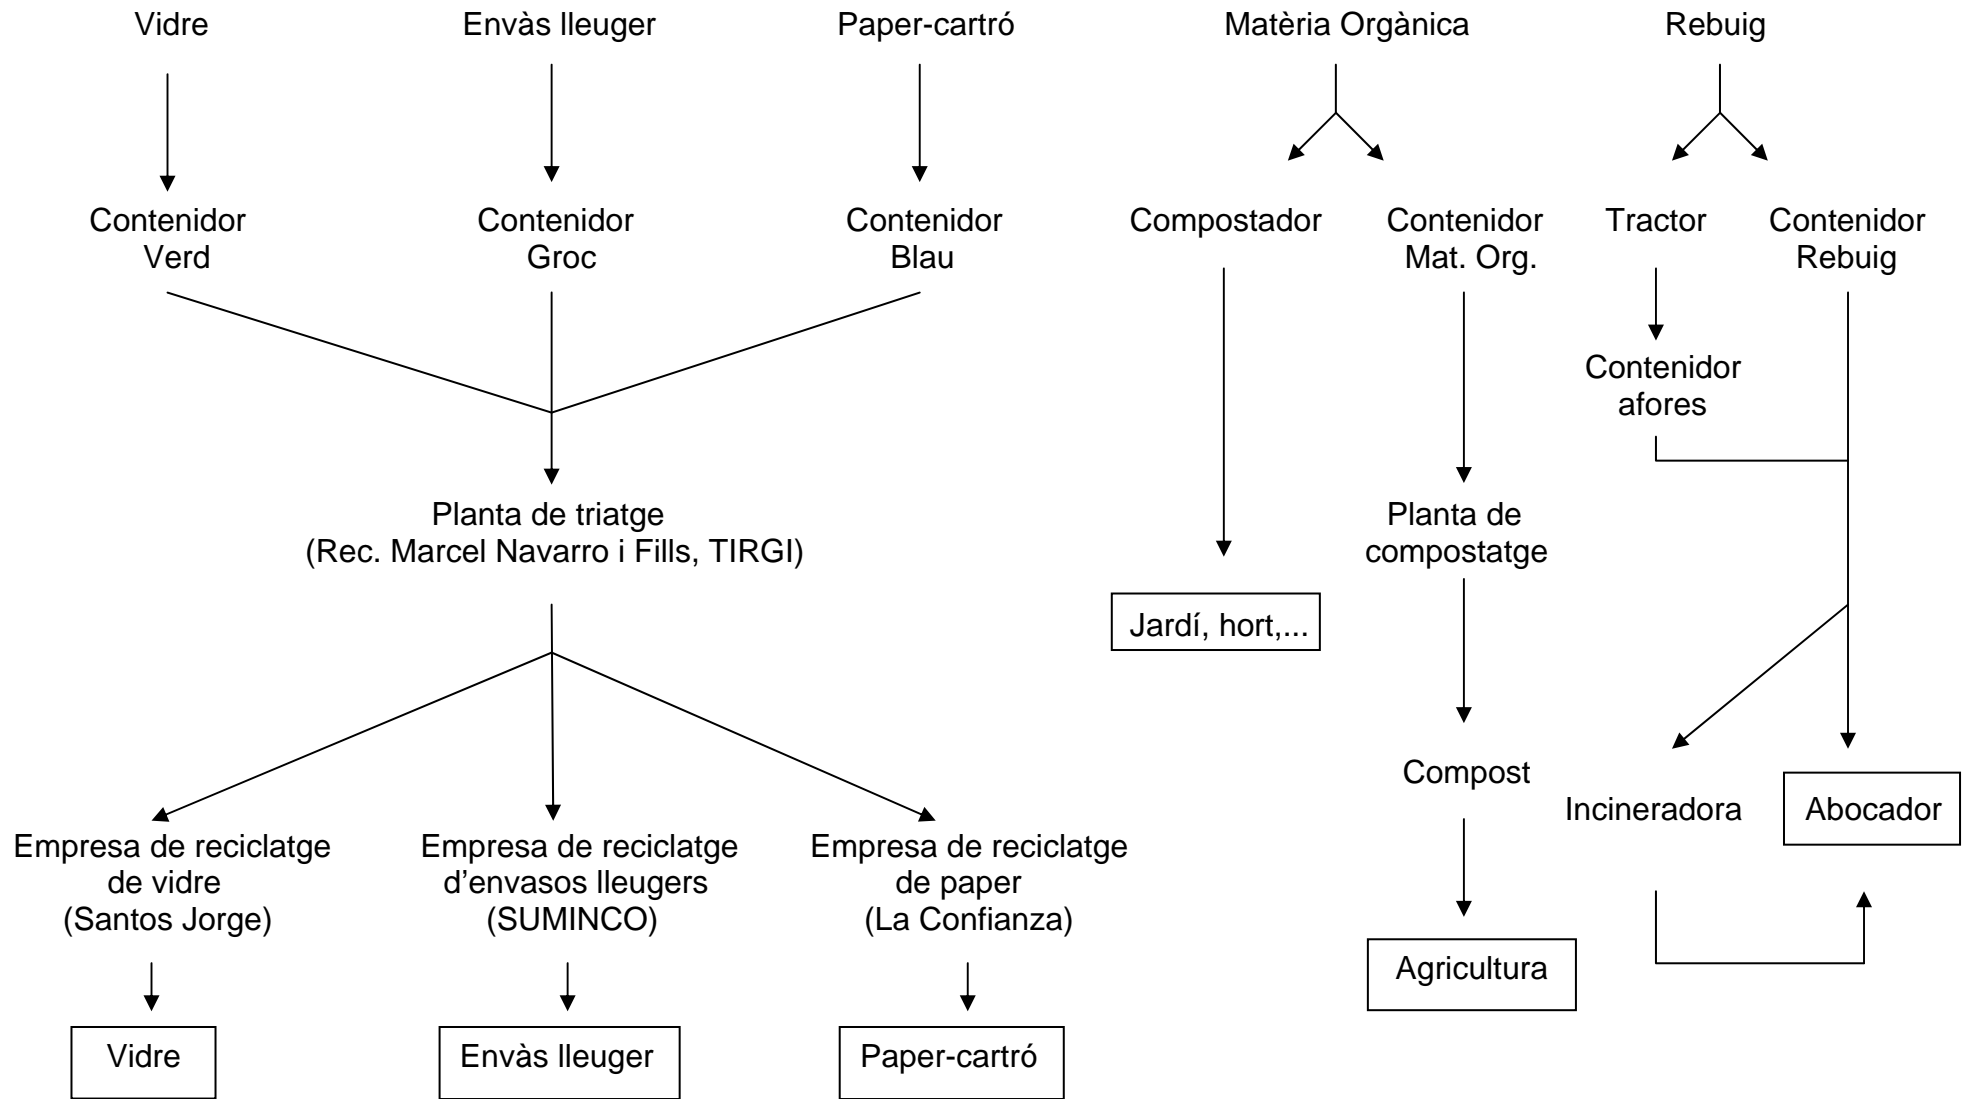 Vidre
Envàs lleuger
Paper-cartró
Matèria Orgànica
Rebuig
Contenidor
Verd
Contenidor
Groc
Contenidor
Blau
Compostador
Contenidor
Mat. Org.
Tractor
Contenidor
Rebuig
Contenidor
afores
Planta de triatge
(Rec. Marcel Navarro i Fills, TIRGI)
Planta de
compostatge
Jardí, hort,...
Compost
Incineradora
Abocador
Empresa de reciclatge
de vidre
(Santos Jorge)
Empresa de reciclatge
d’envasos lleugers
(SUMINCO)
Empresa de reciclatge
de paper
(La Confianza)
Agricultura
Vidre
Envàs lleuger
Paper-cartró